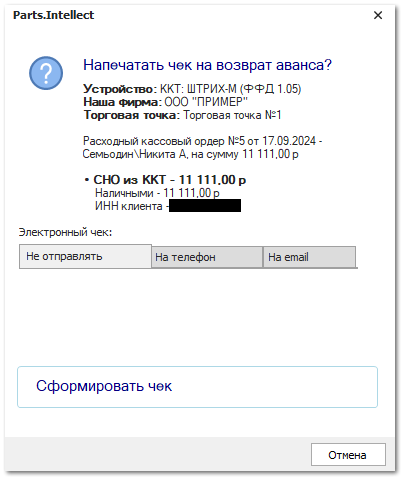 Parts.Intellect
Напечатать чек на возврат аванса?
Устройство: ККТ: ШТРИХ-М (ФФД 1.05)
Наша фирма: ООО "ПРИМЕР"
Торговая точка: Торговая точка №1
Расходный кассовый ордер №5 от 17.09.2024 -
Семьодин\Никита А, на сумму 11 111,00 р
• СНО из ККТ - 11 111,00 р
Наличными - 11 111,00 р
ИНН клиента -
Электронный чек:
Не отправлять На телефон На email
Сформировать чек
Отмена